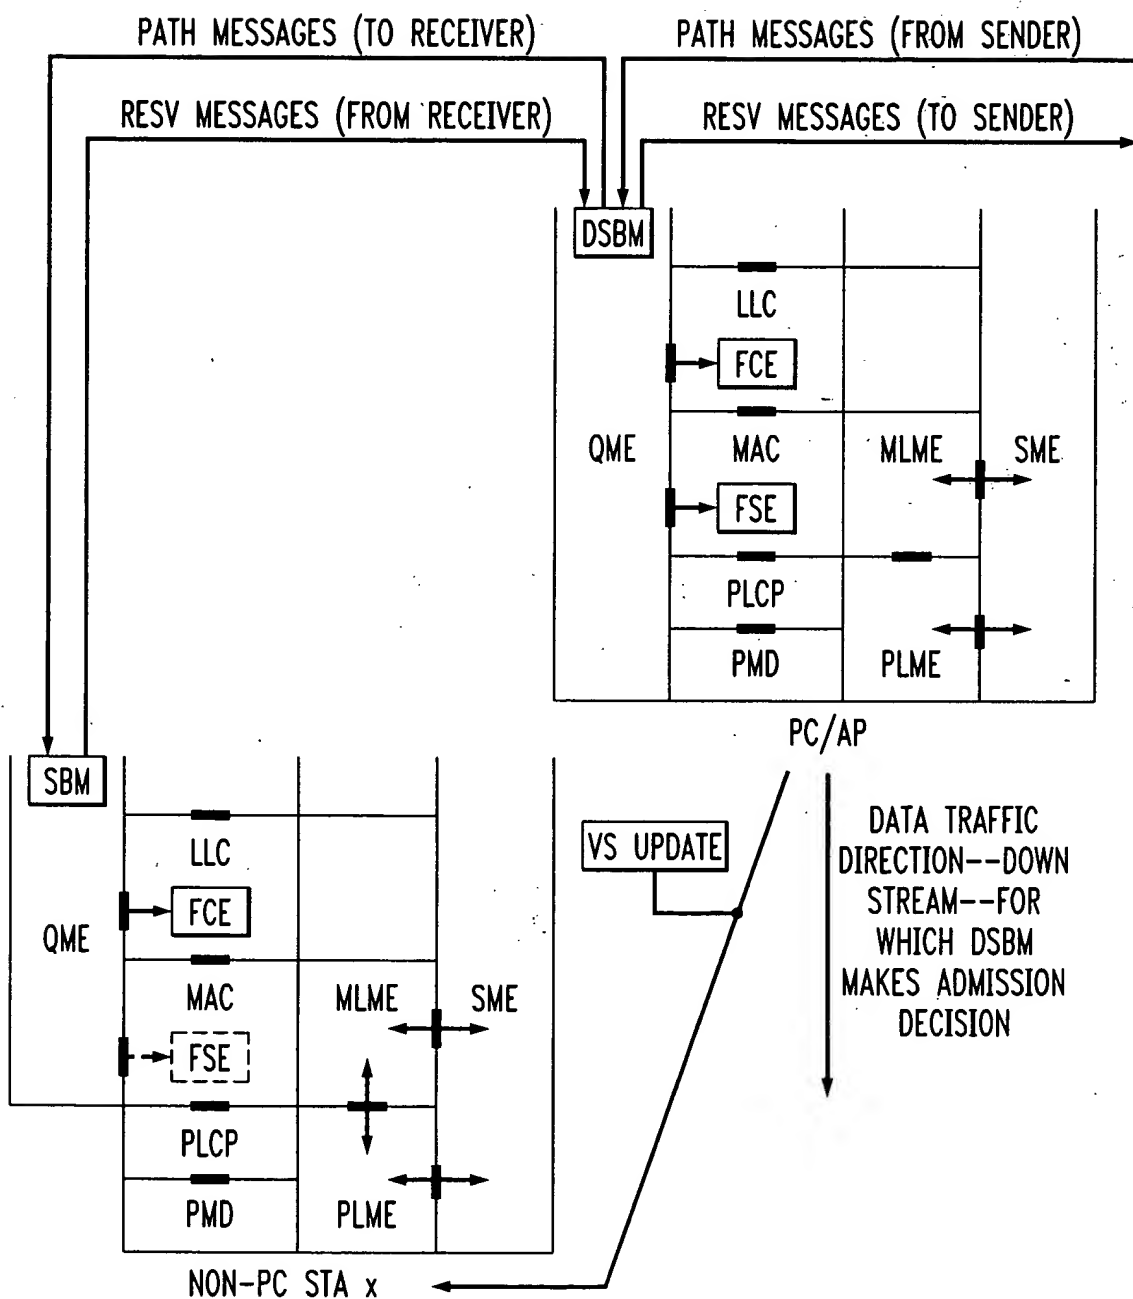 PATH MESSAGES (TO RECEIVER)
PATH MESSAGES (FROM SENDER)
RESV MESSAGES (FROM RECEIVER)
RESV MESSAGES (TO SENDER)
DSBM
LLC
FCE
QME
MAC
MLME
SME
FSE
PLCP
PMD
PLME
PC/AP
SBM
LLC
FCE
QME
MAC
MLME
SME
FSE
PLCP
PMD
PLME
NON-PC STA x
VS UPDATE
DATA TRAFFIC
DIRECTION--DOWN
STREAM--FOR
WHICH DSBM
MAKES ADMISSION
DECISION